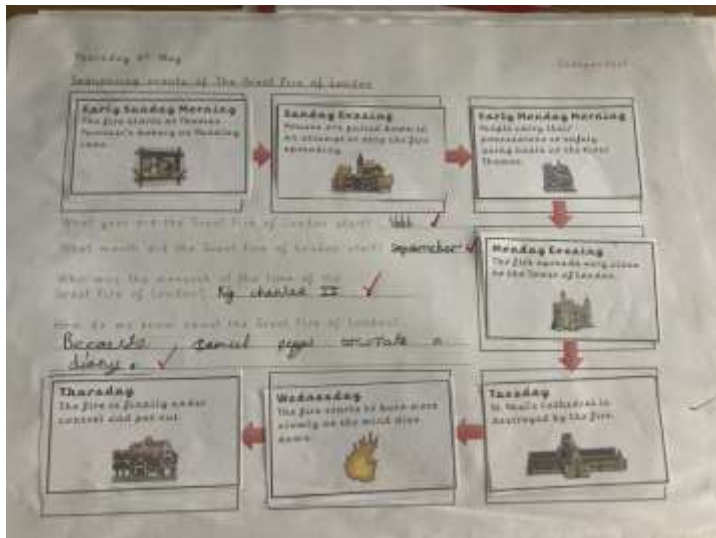 Thursday 6th May
Independent
Sequencing events of The Great Fire of London
Early Sunday Morning
The fire starts at Thomas
Farriner's bakery on Pudding
Lane.
Sunday Evening
Houses are pulled down in
an attempt to stop the fire
spreading.
Early Monday Morning
People carry their
possessions to safety
using boats on the River
Thames.
What year did the Great Fire of London start? 1666
What month did the Great Fire of London start? September
Monday Evening
The fire spreads very close
to the Tower of London.
Who was the monarch at the time of the
Great Fire of London? Kig charles II
How do we know about the Great Fire of London?
Because, samuel
diary.
Thursday
The fire is finally under
control and put out.
Wednesday
The fire starts to burn more
slowly as the wind dies
down.
Tuesday
St. Paul's Cathedral is
destroyed by the fire.